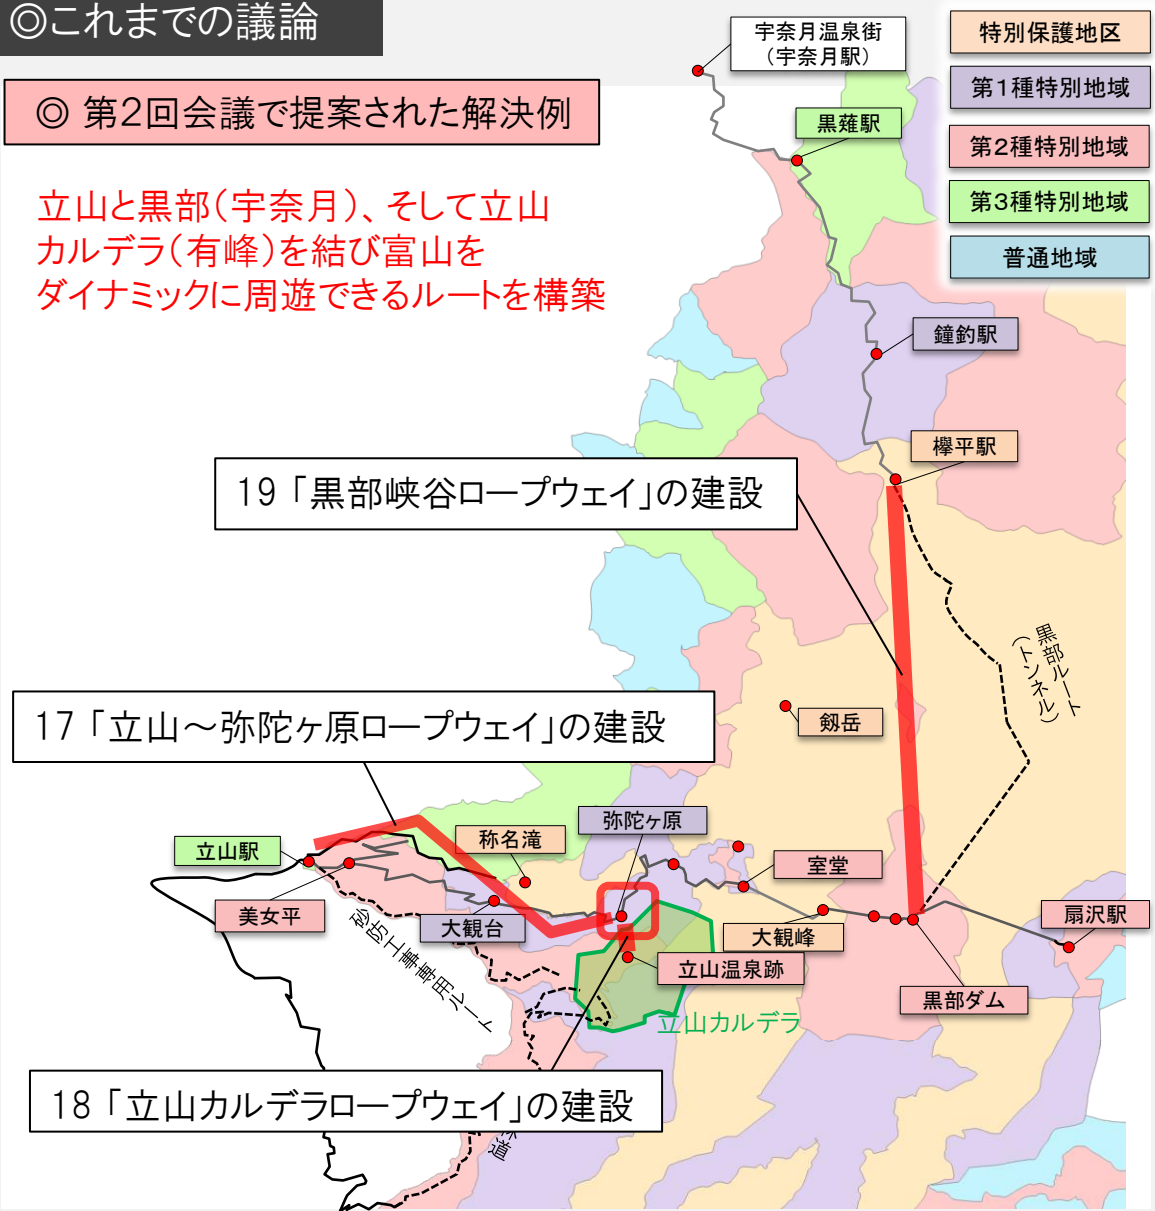 ◎これまでの議論
◎ 第2回会議で提案された解決例
立山と黒部(宇奈月)、そして立山
カルデラ(有峰)を結び富山を
ダイナミックに周遊できるルートを構築
特別保護地区
第1種特別地域
第2種特別地域
第3種特別地域
普通地域
宇奈月温泉街
(宇奈月駅)
黒薙駅
鐘釣駅
欅平駅
19「黒部峡谷ロープウェイ」の建設
黒部ルート
(トンネル)
剱岳
17「立山~弥陀ヶ原ロープウェイ」の建設
弥陀ヶ原
称名滝
立山駅
室堂
美女平
大観台
大観峰
扇沢駅
砂防工事専用ルート
立山温泉跡
黒部ダム
立山カルデラ
18「立山カルデラロープウェイ」の建設